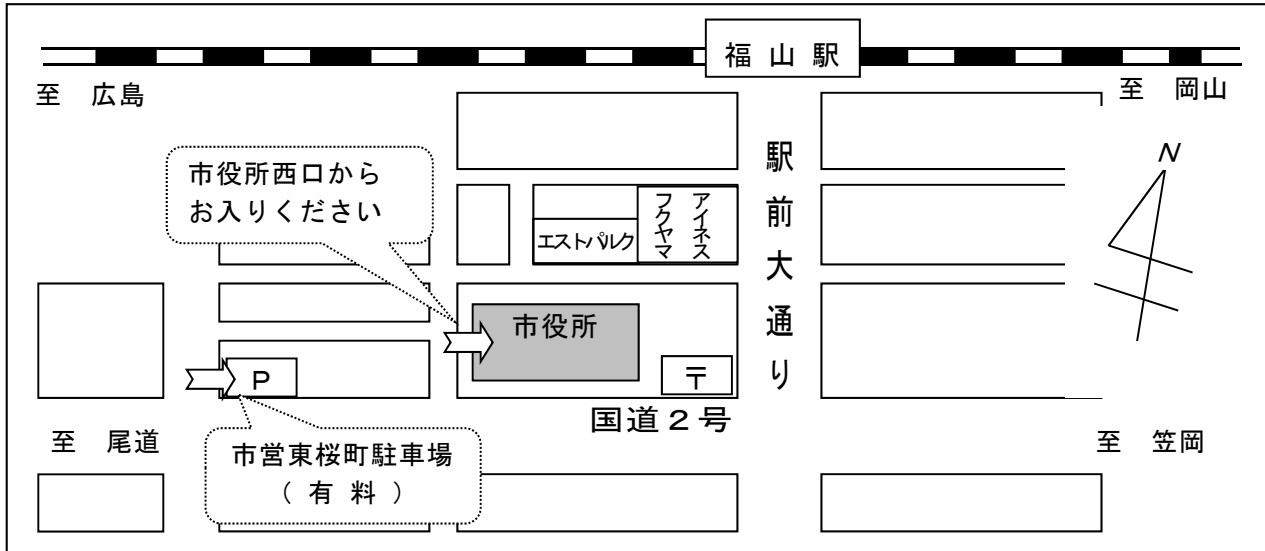 福山駅
至 広島
至 岡山
市役所西口から
お入りください
駅前大通り
N
アイネス
フクヤマ
エストパルク
市役所
P
〒
国道２号
至 尾道
至 笠岡
市営東桜町駐車場
（有料）